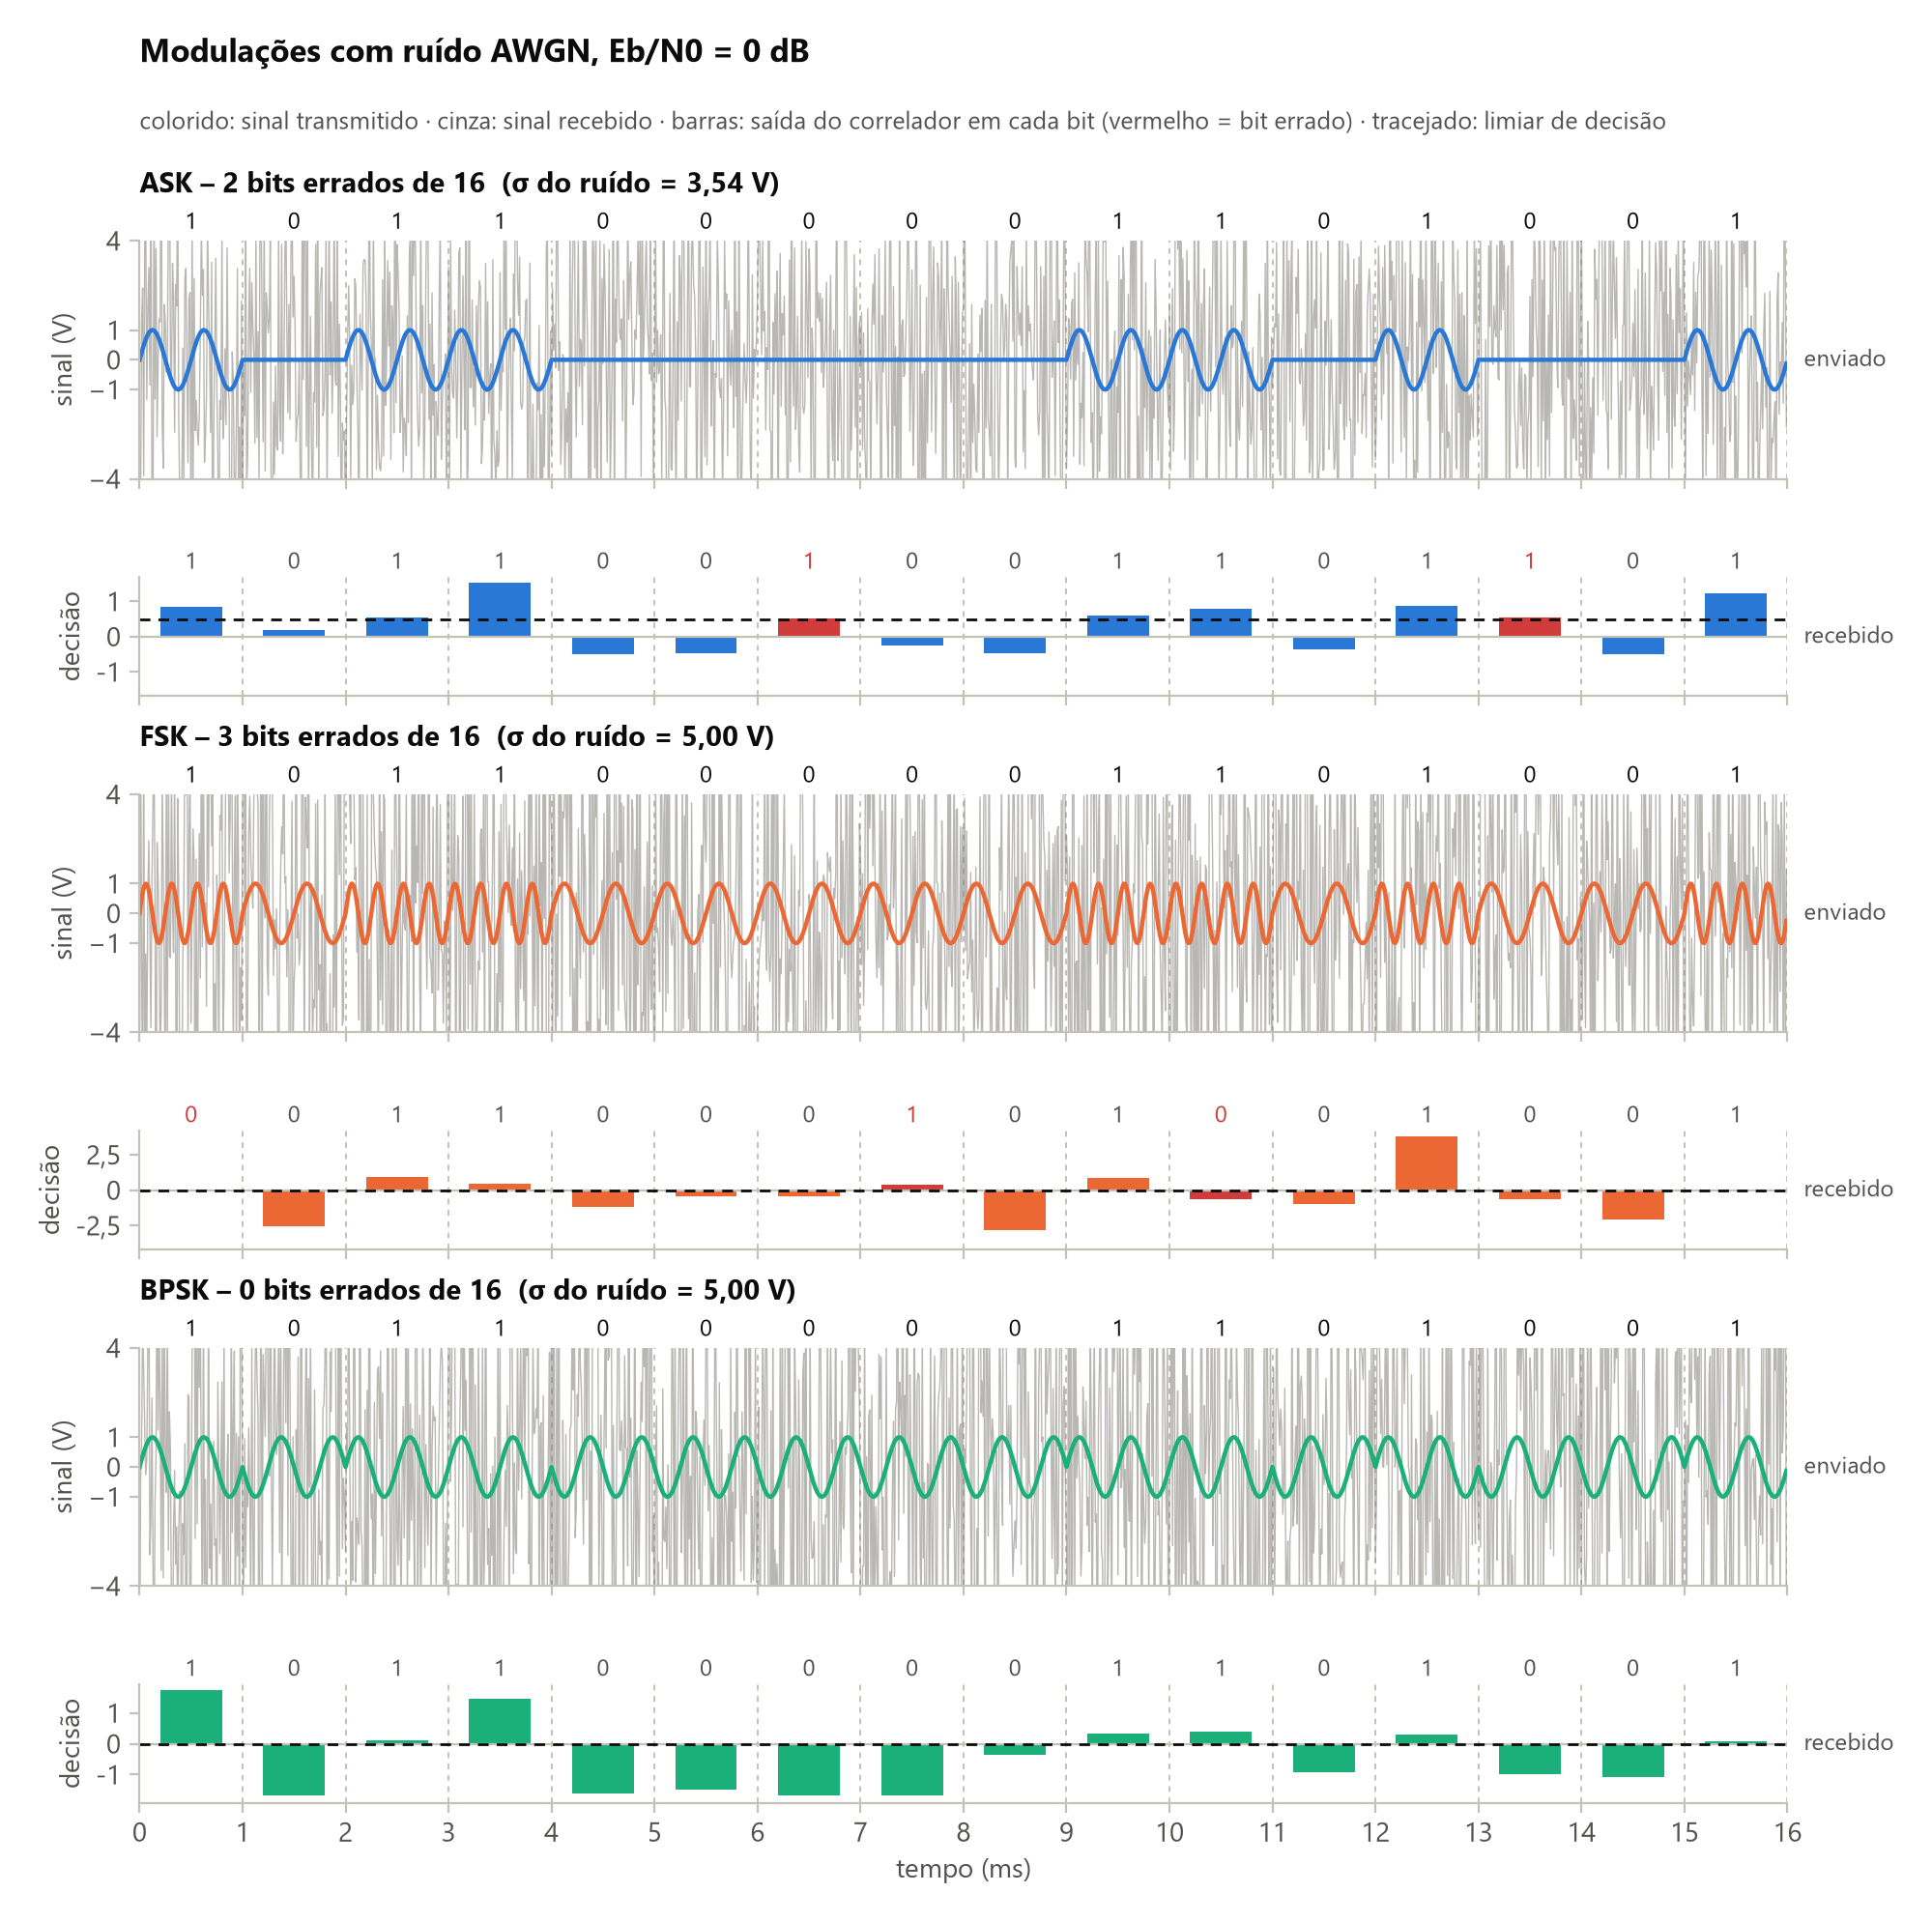 Modulações com ruído AWGN, Eb/N0 = 0 dB
colorido: sinal transmitido · cinza: sinal recebido · barras: saída do correlador em cada bit (vermelho = bit errado) · tracejado: limiar de decisão
ASK – 2 bits errados de 16 (σ do ruído = 3,54 V)
1 0 1 1 0 0 0 0 0 1 1 0 1 0 0 1
4
1
0
−1
−4
sinal (V)
enviado
1 0 1 1 0 0 1 0 0 1 1 0 1 1 0 1
1
0
-1
decisão
recebido
FSK – 3 bits errados de 16 (σ do ruído = 5,00 V)
1 0 1 1 0 0 0 0 0 1 1 0 1 0 0 1
4
1
0
−1
−4
sinal (V)
enviado
0 0 1 1 0 0 0 1 0 1 0 0 1 0 0 1
2,5
0
-2,5
decisão
recebido
BPSK – 0 bits errados de 16 (σ do ruído = 5,00 V)
1 0 1 1 0 0 0 0 0 1 1 0 1 0 0 1
4
1
0
−1
−4
sinal (V)
enviado
1 0 1 1 0 0 0 0 0 1 1 0 1 0 0 1
1
0
-1
decisão
recebido
0 1 2 3 4 5 6 7 8 9 10 11 12 13 14 15 16
tempo (ms)